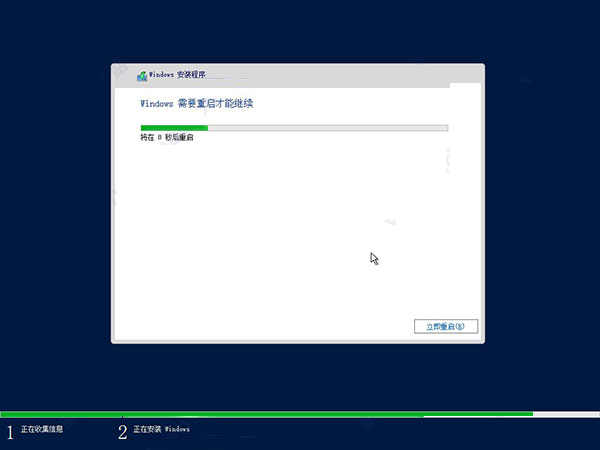 Windows 安装程序
Windows 需要重启才能继续
将在 8 秒后重启
立即重启(R)
1 正在收集信息 2 正在安装 Windows